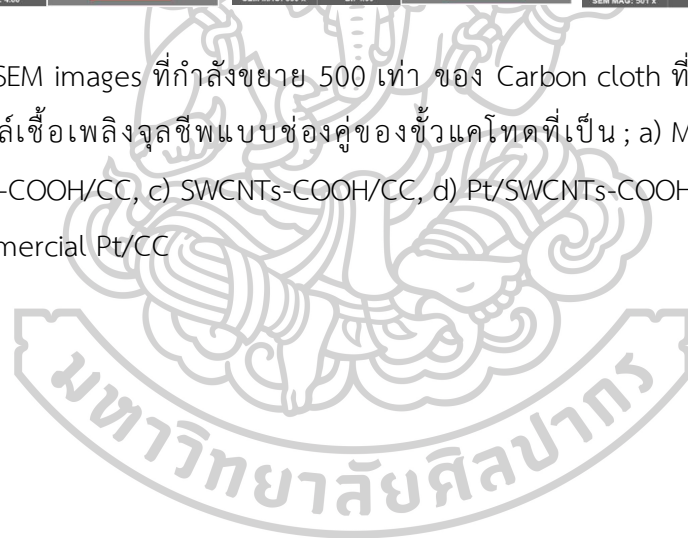 SEM MAG: 501 x
SEM images ที่กำลังขยาย 500 เท่า ของ Carbon cloth ที่
ล์เชื้อเพลิงจุลชีพแบบช่องคู่ของขั้วแคโทดที่เป็น ; a) M
-COOH/CC, c) SWCNTs-COOH/CC, d) Pt/SWCNTs-COOH
mercial Pt/CC
มหาวิทยาลัยศิลปากร